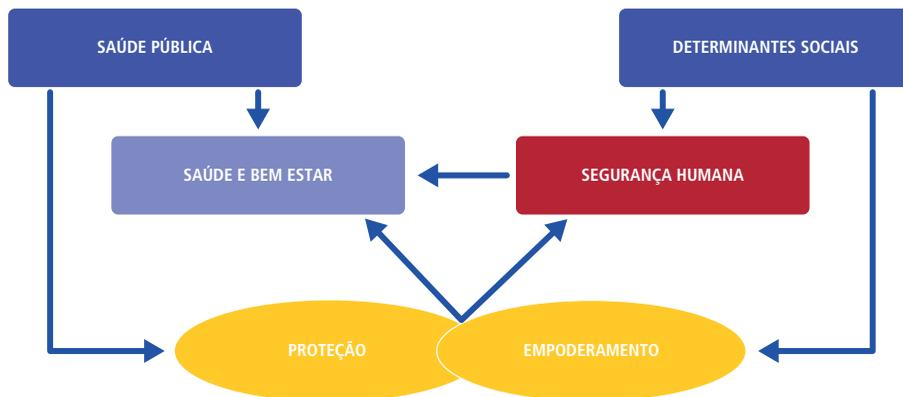 SAÚDE PÚBLICA
DETERMINANTES SOCIAIS
SAÚDE E BEM ESTAR
SEGURANÇA HUMANA
PROTEÇÃO
EMPODERAMENTO